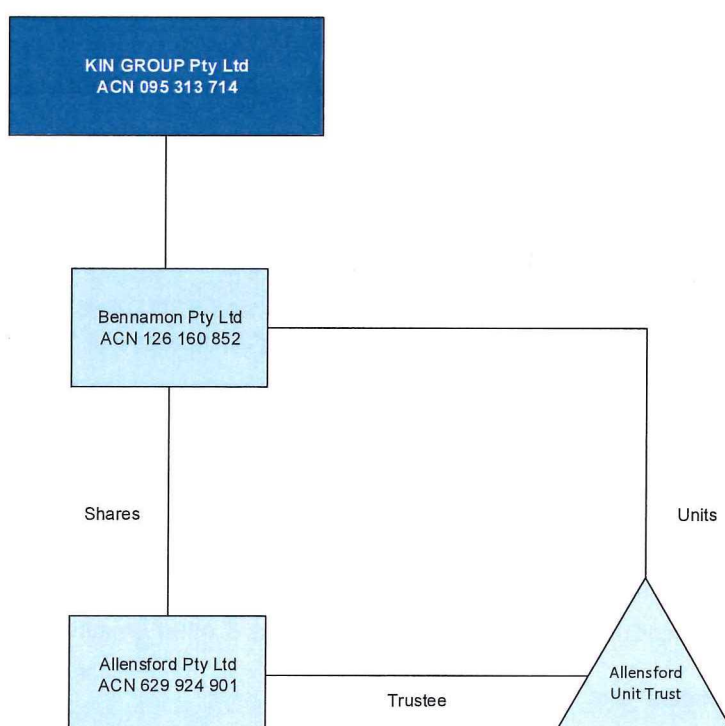 KIN GROUP Pty Ltd
ACN 095 313 714
Bennamon Pty Ltd
ACN 126 160 852
Shares
Units
Allensford Pty Ltd
ACN 629 924 901
Trustee
Allensford
Unit Trust